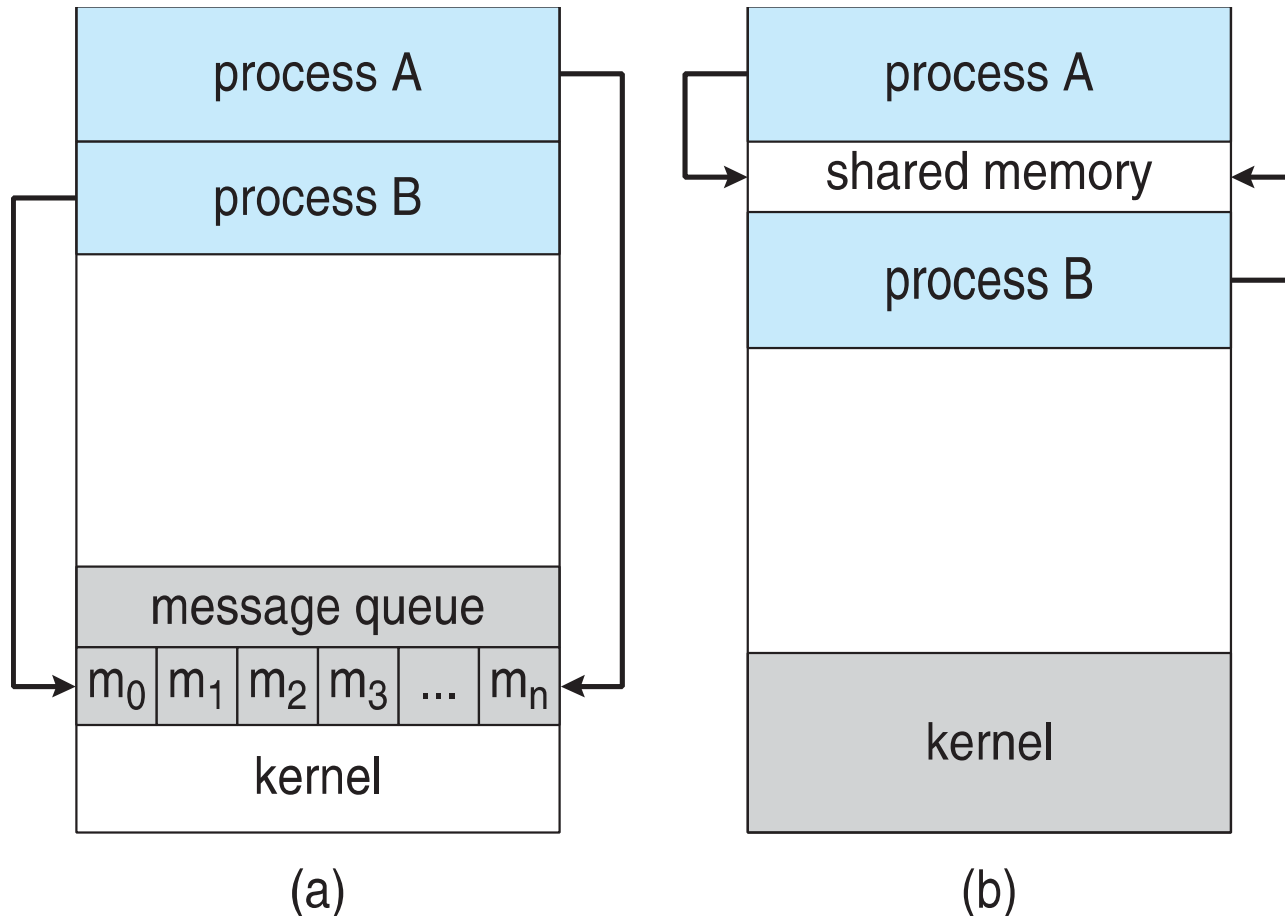 process A
process B
message queue
m₀ m₁ m₂ m₃ ... mₙ
kernel
(a)
process A
shared memory
process B
kernel
(b)